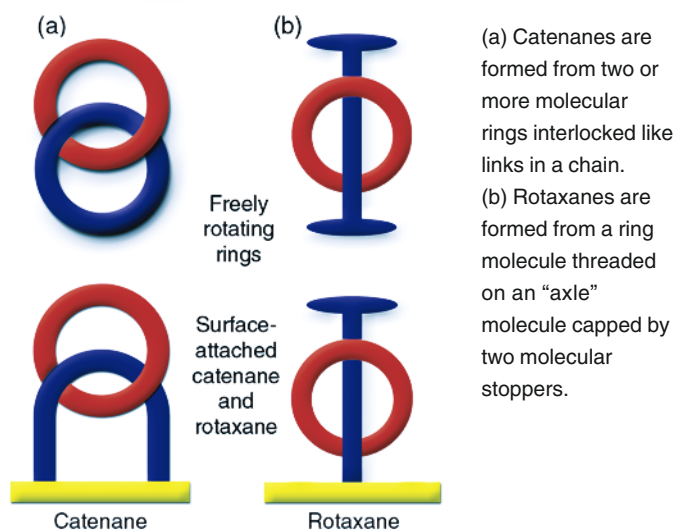 (a)
(b)
Freely
rotating
rings
Surface-
attached
catenane
and
rotaxane
Catenane
Rotaxane
(a) Catenanes are
formed from two or
more molecular
rings interlocked like
links in a chain.
(b) Rotaxanes are
formed from a ring
molecule threaded
on an “axle”
molecule capped by
two molecular
stoppers.